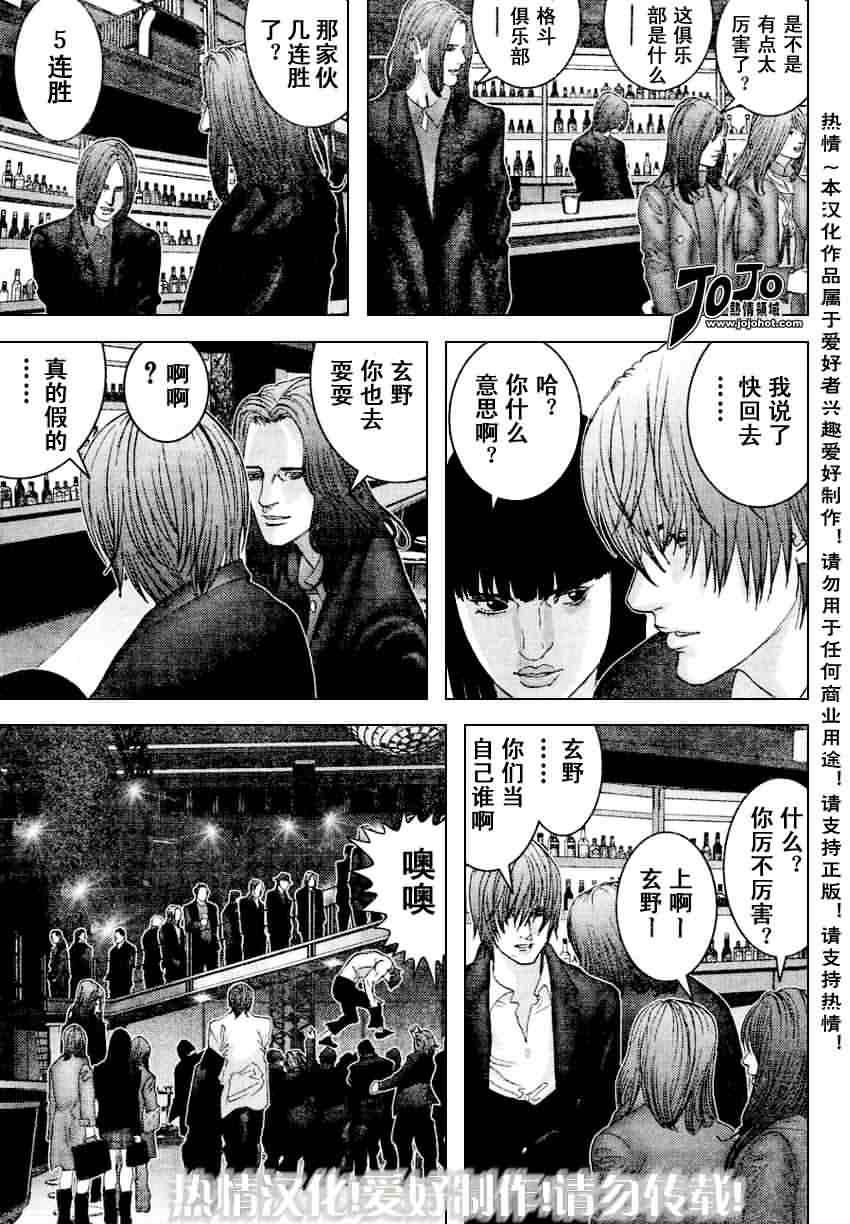 是不是
有点太
厉害了？
这俱乐
部是什
么——
格斗
俱乐部
——
那家伙
几连胜
了？
5
连胜
JOJO
熱情領域
www.jojohot.com
我说了
快回去
……
哈？
你什么
意思啊？
玄野
你也去
耍耍
啊啊
？
真的假的
……
什么？
你厉不厉害？
上啊ー
玄野ー
玄野
……
你们当
自己谁啊
噢噢
热情～本汉化作品属于爱好者兴趣爱好制作！请勿用于任何商业用途！请支持正版！请支持热情！
热情汉化！爱好制作！请勿转载！